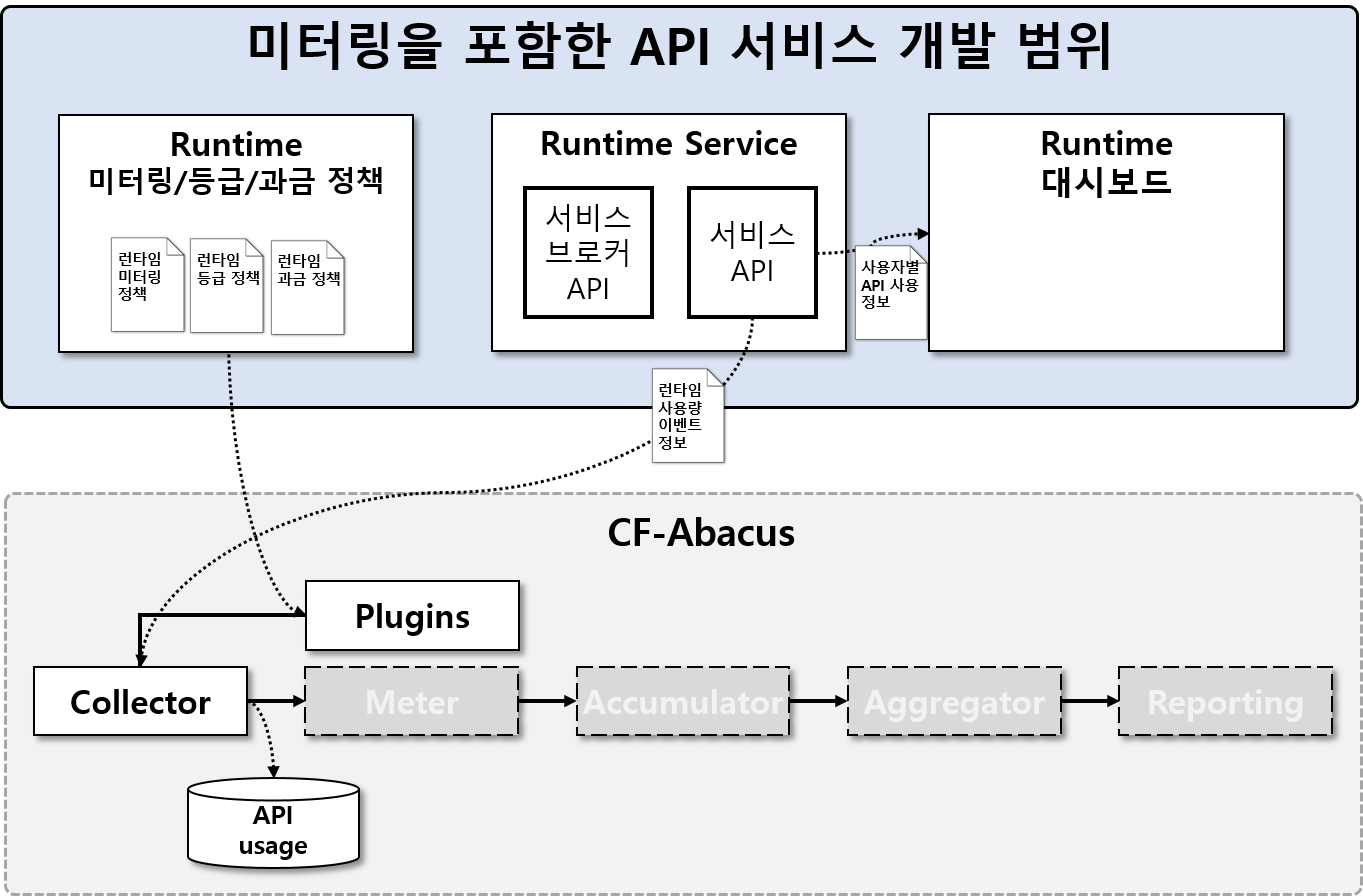 미터링을 포함한 API 서비스 개발 범위
Runtime
미터링/등급/과금 정책
런타임
미터링
정책
런타임
등급 정책
런타임
과금 정책
Runtime Service
서비스
브로커
API
서비스
API
사용자별
API 사용
정보
Runtime
대시보드
런타임
사용량
이벤트
정보
CF-Abacus
Plugins
Collector
Meter
Accumulator
Aggregator
Reporting
API
usage